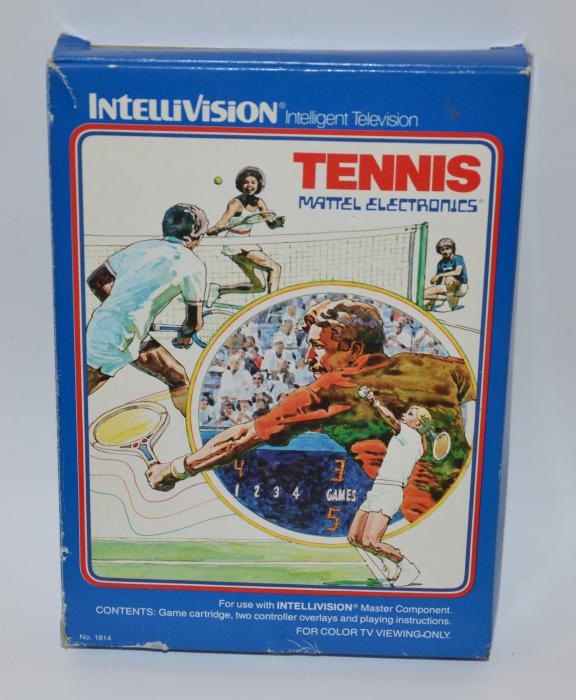 INTELLIVISION® Intelligent Television
TENNIS
MATTEL ELECTRONICS®
4 3
1 2 3 4 GAMES
5
For use with INTELLIVISION® Master Component.
CONTENTS: Game cartridge, two controller overlays and playing instructions.
No. 1814 FOR COLOR TV VIEWING ONLY.